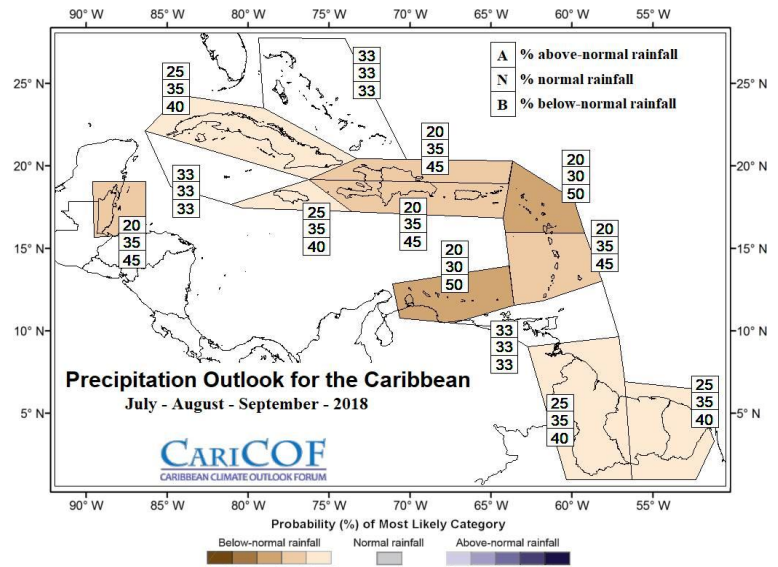 90° W 85° W 80° W 75° W 70° W 65° W 60° W 55° W
A % above-normal rainfall
N % normal rainfall
B % below-normal rainfall
25° N
20° N
15° N
10° N
5° N
25° N
20° N
15° N
10° N
5° N
25
35
40
33
33
33
20
35
45
20
30
50
33
33
33
20
35
45
25
35
40
20
35
45
20
35
45
20
30
50
33
33
33
25
35
40
25
35
40
Precipitation Outlook for the Caribbean
July - August - September - 2018
CARICOF
CARIBBEAN CLIMATE OUTLOOK FORUM
90° W 85° W 80° W 75° W 70° W 65° W 60° W 55° W
Probability (%) of Most Likely Category
Below-normal rainfall Normal rainfall Above-normal rainfall